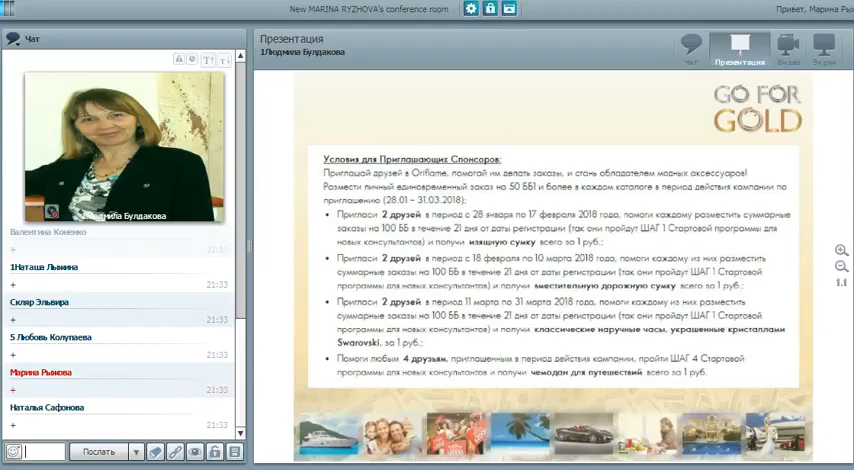 New MARINA RYZHOVA's conference room
Привет, Марина Рыж
Чат
Презентация
1Людмила Булдакова
Чат
Презентация
Видео
Экран
1Людмила Булдакова
Валентина Коненко
+ 21:33
1Наташа Лынина
+ 21:33
Скляр Эльвира
+ 21:33
5 Любовь Колупаева
+ 21:33
Марина Рыжова
+ 21:33
Наталья Сафонова
+ 21:33
Послать
GO FOR
GOLD
Условия для Приглашающих Спонсоров:
Приглашай друзей в Oriflame, помогай им делать заказы, и стань обладателем модных аксессуаров!
Размести личный единовременный заказ на 50 ББ! и более в каждом каталоге в период действия кампании по
приглашению (28.01 – 31.03.2018);
• Пригласи 2 друзей в период с 28 января по 17 февраля 2018 года, помоги каждому разместить суммарные
заказы на 100 ББ в течение 21 дня от даты регистрации (так они пройдут ШАГ 1 Стартовой программы для
новых консультантов) и получи изящную сумку всего за 1 руб.;
• Пригласи 2 друзей в период с 18 февраля по 10 марта 2018 года, помоги каждому из них разместить
суммарные заказы на 100 ББ в течение 21 дня от даты регистрации (так они пройдут ШАГ 1 Стартовой
программы для новых консультантов) и получи вместительную дорожную сумку всего за 1 руб.;
• Пригласи 2 друзей в период 11 марта по 31 марта 2018 года, помоги каждому из них разместить
суммарные заказы на 100 ББ в течение 21 дня от даты регистрации (так они пройдут ШАГ 1 Стартовой
программы для новых консультантов) и получи классические наручные часы, украшенные кристаллами
Swarovski, за 1 руб.;
• Помоги любым 4 друзьям, приглашенным в период действия кампании, пройти ШАГ 4 Стартовой
программы для новых консультантов и получи чемодан для путешествий всего за 1 руб.
1:1